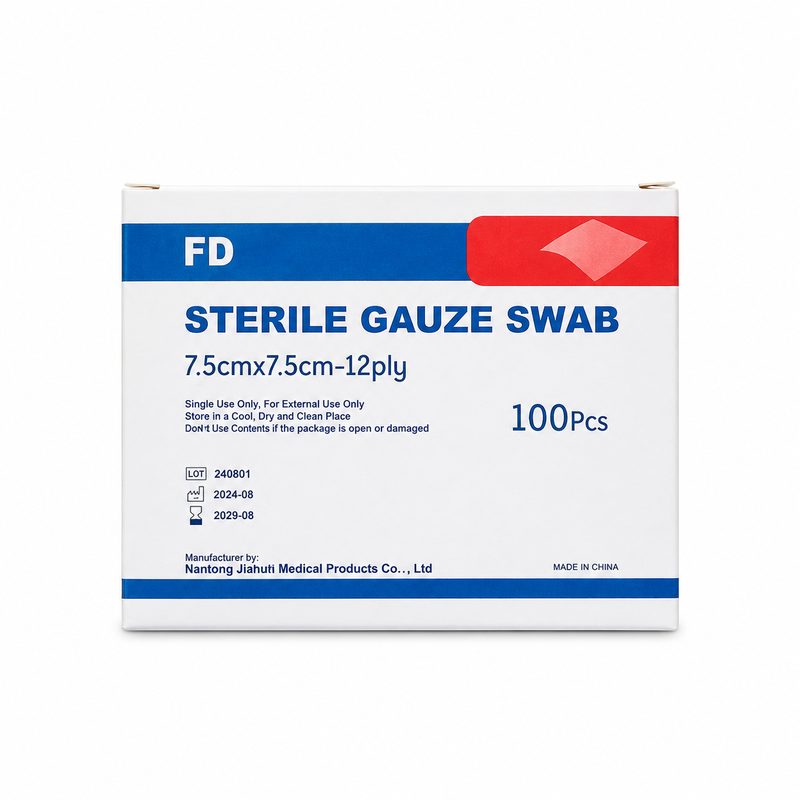 FD
STERILE GAUZE SWAB
7.5cmx7.5cm-12ply
Single Use Only, For External Use Only
Store in a Cool, Dry and Clean Place
Don't Use Contents if the package is open or damaged
100Pcs
LOT 240801
2024-08
2029-08
Manufacturer by:
Nantong Jiahuti Medical Products Co.., Ltd
MADE IN CHINA